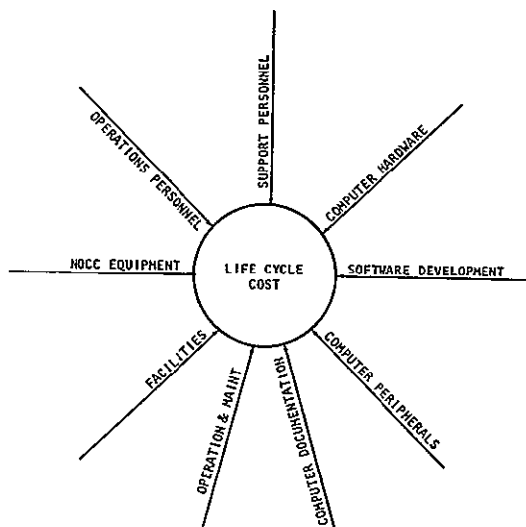 SUPPORT PERSONNEL
OPERATIONS PERSONNEL
COMPUTER HARDWARE
NOCC EQUIPMENT
LIFE CYCLE
COST
SOFTWARE DEVELOPMENT
FACILITIES
COMPUTER PERIPHERALS
OPERATION & MAINT
COMPUTER DOCUMENTATION